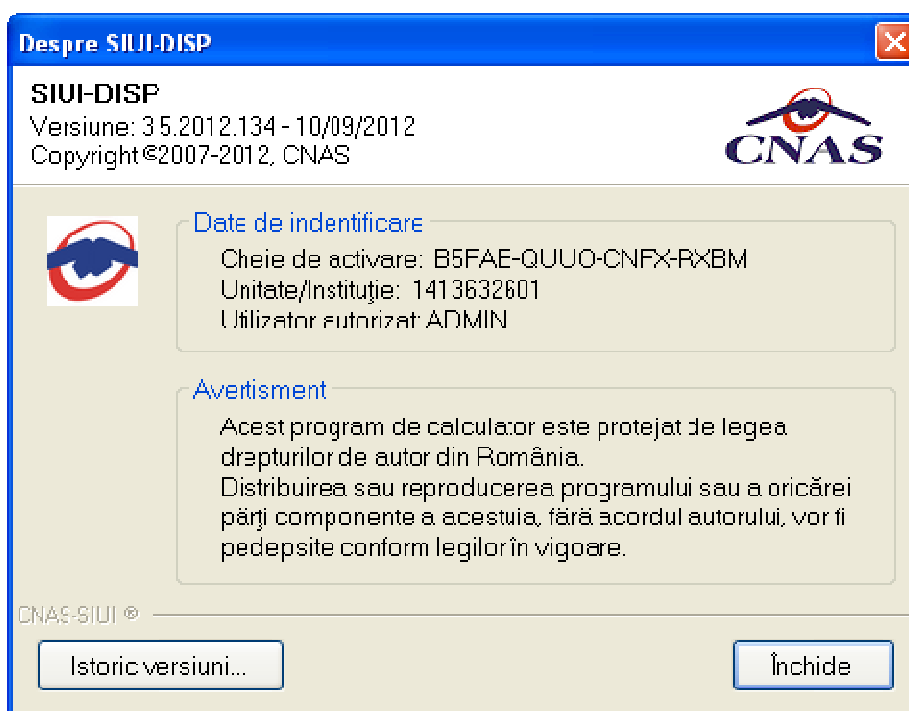 Despre SIUI-DISP
SIUI-DISP
Versiune: 3.5.2012.134 - 10/09/2012
Copyright ©2007-2012, CNAS
CNAS
Date de indentificare
Cheie de activare: B5FAE-QUUO-CNFX-RXBM
Unitate/Instituţie: 1413632601
Utilizator autorizat: ADMIN
Avertisment
Acest program de calculator este protejat de legea
drepturilor de autor din România.
Distribuirea sau reproducerea programului sau a oricărei
părţi componente a acestuia, fără acordul autorului, vor fi
pedepsite conform legilor în vigoare.
CNAS-SIUI ®
Istoric versiuni...
Închide